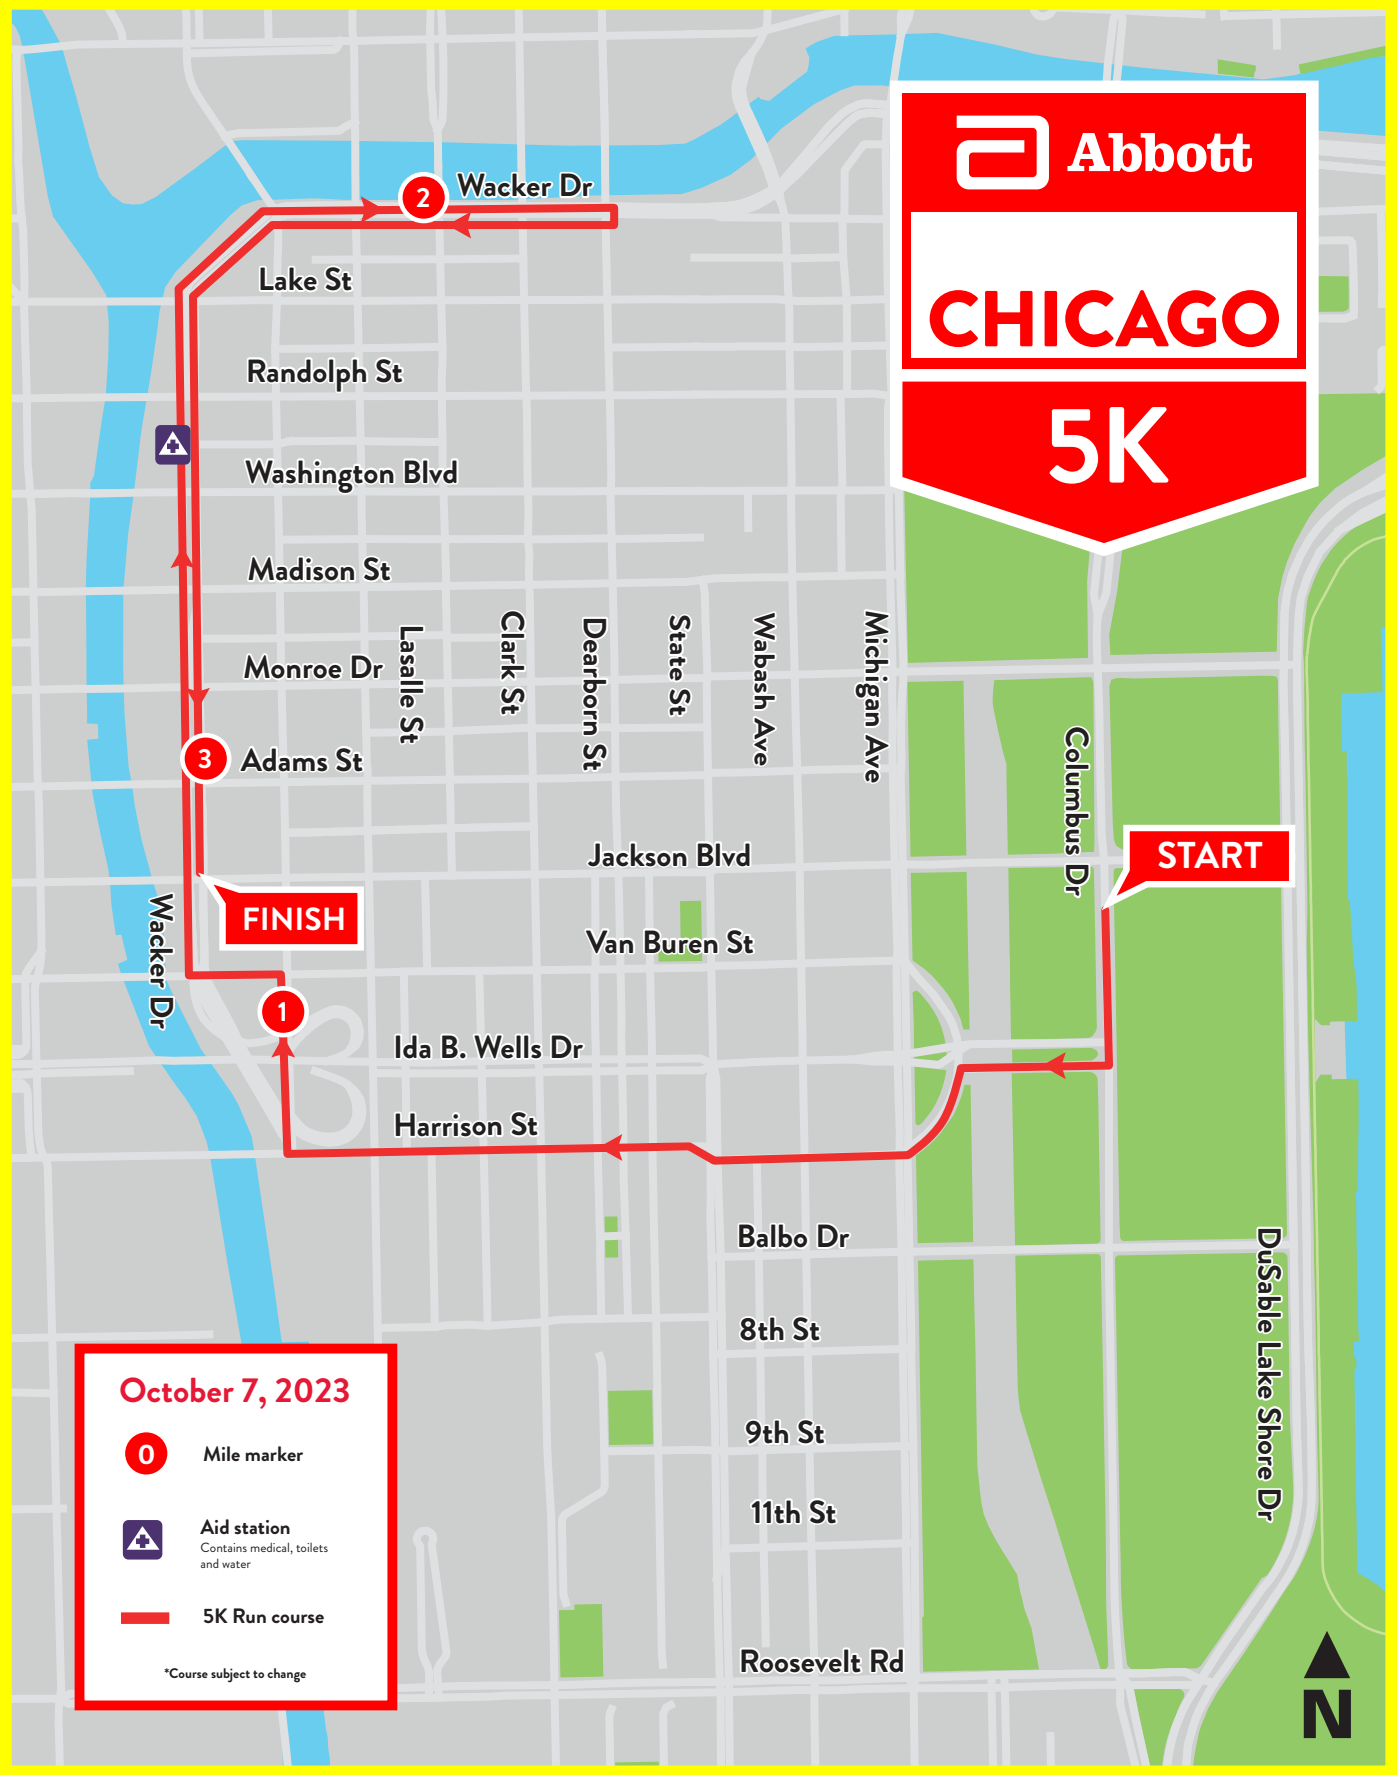 Abbott
CHICAGO
5K
2
Wacker Dr
Lake St
Randolph St
Washington Blvd
Madison St
Monroe Dr
Lasalle St
Clark St
Dearborn St
State St
Wabash Ave
Michigan Ave
Columbus Dr
3
Adams St
START
Jackson Blvd
FINISH
Wacker Dr
Van Buren St
1
Ida B. Wells Dr
Harrison St
Balbo Dr
DuSable Lake Shore Dr
8th St
9th St
11th St
Roosevelt Rd
October 7, 2023
0
Mile marker
Aid station
Contains medical, toilets
and water
5K Run course
*Course subject to change
N